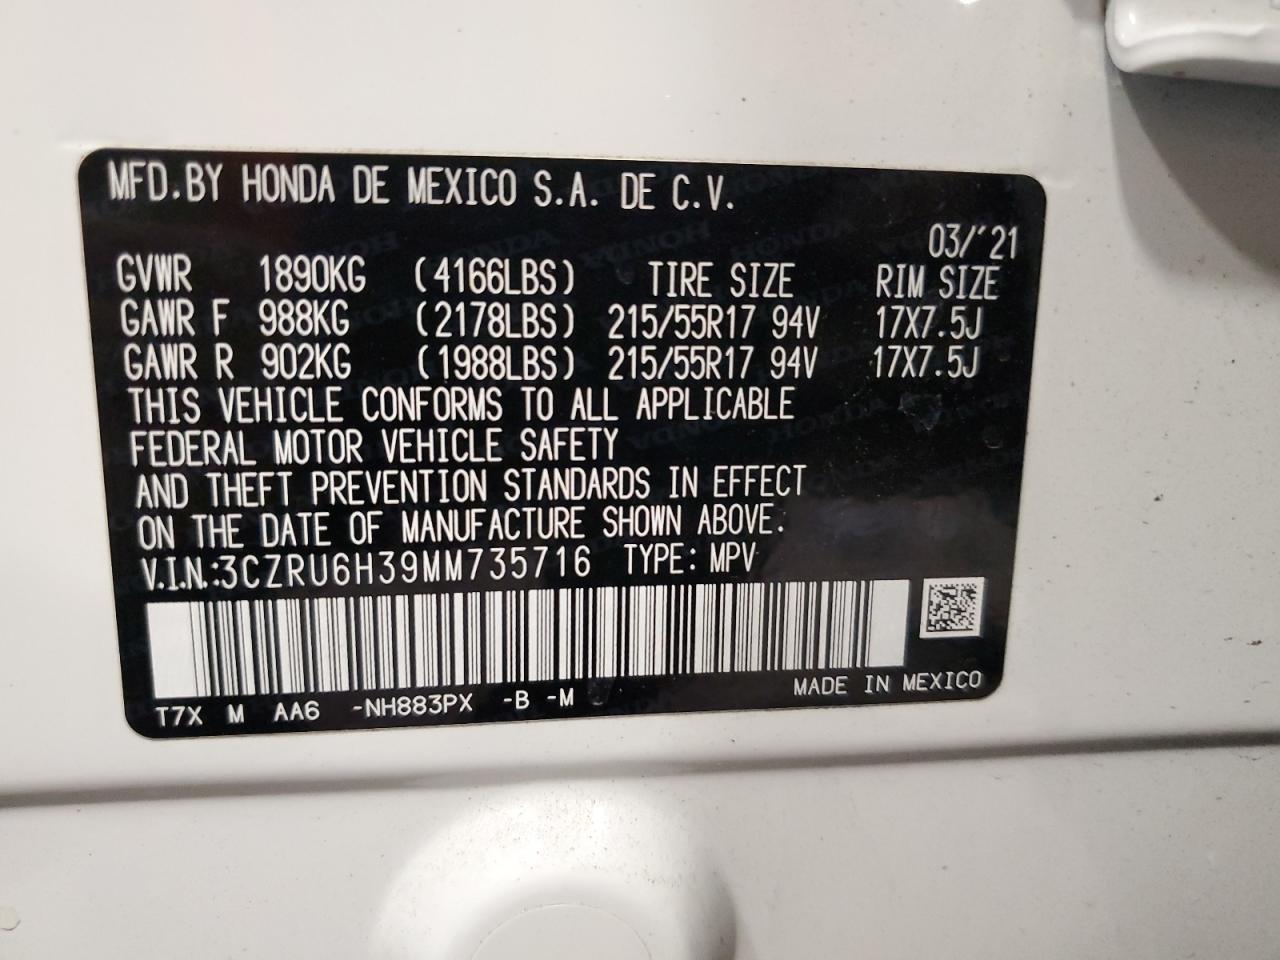 MFD.BY HONDA DE MEXICO S.A. DE C.V.
03/'21
GVWR 1890KG (4166LBS) TIRE SIZE RIM SIZE
GAWR F 988KG (2178LBS) 215/55R17 94V 17X7.5J
GAWR R 902KG (1988LBS) 215/55R17 94V 17X7.5J
THIS VEHICLE CONFORMS TO ALL APPLICABLE
FEDERAL MOTOR VEHICLE SAFETY
AND THEFT PREVENTION STANDARDS IN EFFECT
ON THE DATE OF MANUFACTURE SHOWN ABOVE.
V.I.N.:3CZRU6H39MM735716 TYPE: MPV
MADE IN MEXICO
T7X M AA6 -NH883PX -B -M